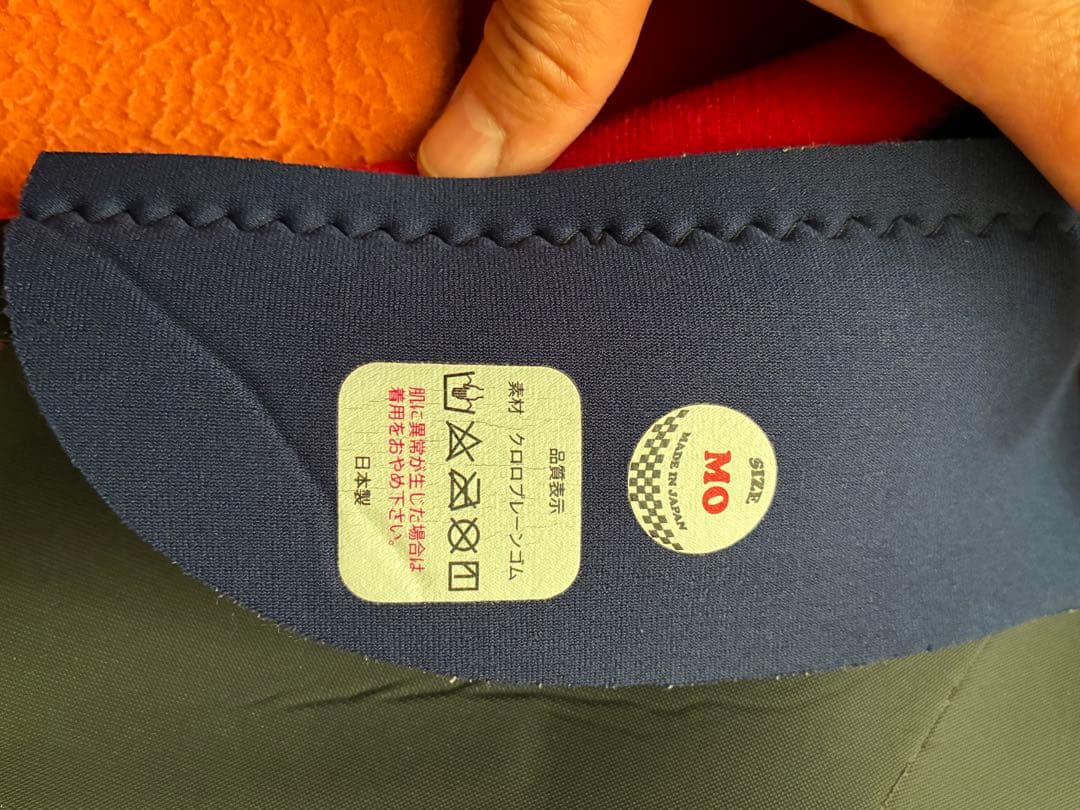 品質表示
素材 クロロプレーンゴム
肌に異常が生じた場合は
着用をおやめ下さい。
日本製
SIZE
MO
MADE IN JAPAN